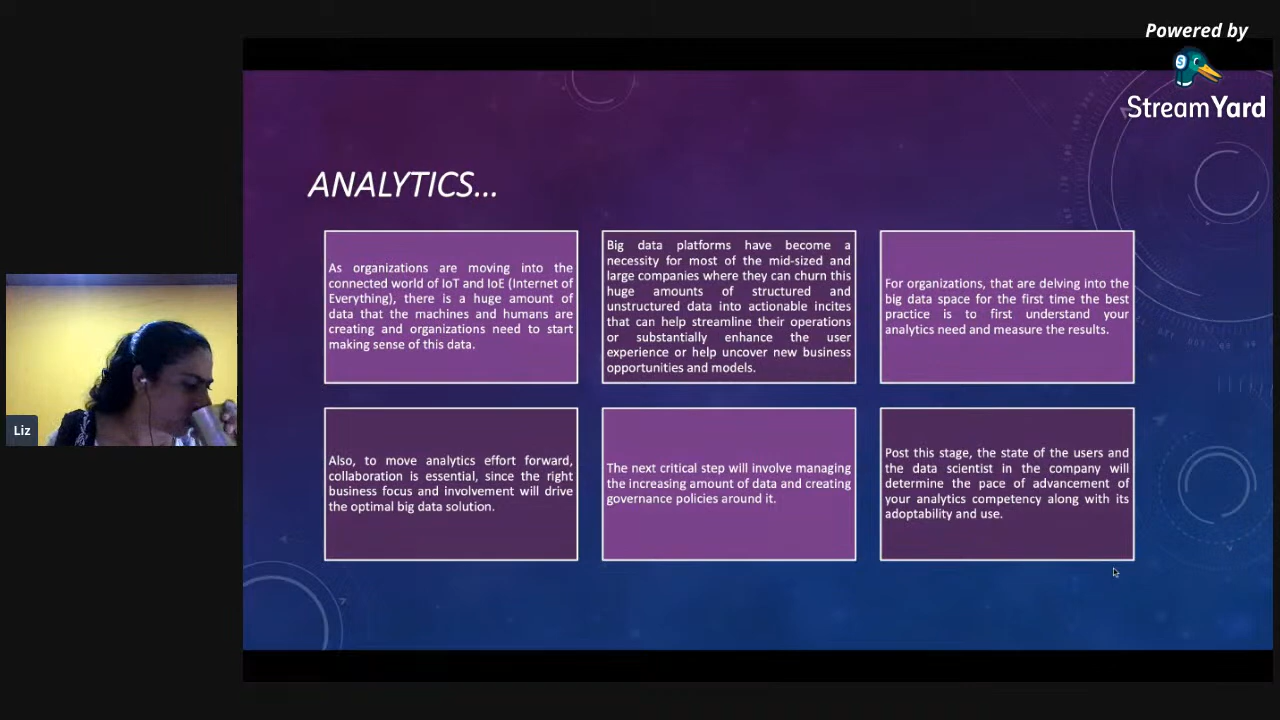 Powered by
StreamYard
ANALYTICS...
As organizations are moving into the
connected world of IoT and IoE (Internet of
Everything), there is a huge amount of
data that the machines and humans are
creating and organizations need to start
making sense of this data.
Big data platforms have become a
necessity for most of the mid-sized and
large companies where they can churn this
huge amounts of structured and
unstructured data into actionable incites
that can help streamline their operations
or substantially enhance the user
experience or help uncover new business
opportunities and models.
For organizations, that are delving into the
big data space for the first time the best
practice is to first understand your
analytics need and measure the results.
Also, to move analytics effort forward,
collaboration is essential, since the right
business focus and involvement will drive
the optimal big data solution.
The next critical step will involve managing
the increasing amount of data and creating
governance policies around it.
Post this stage, the state of the users and
the data scientist in the company will
determine the pace of advancement of
your analytics competency along with its
adoptability and use.
Liz